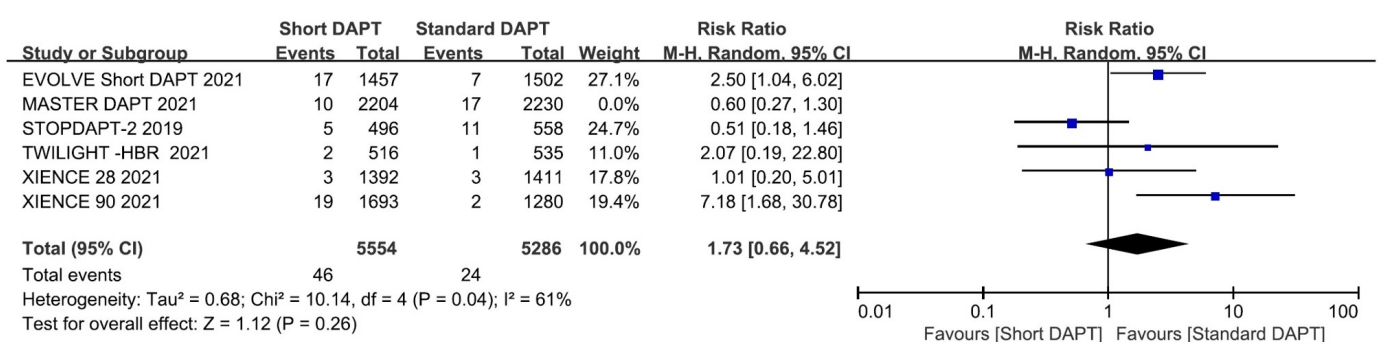 Short DAPT Standard DAPT Risk Ratio Risk Ratio
Study or Subgroup Events Total Events Total Weight M-H, Random, 95% CI M-H, Random, 95% CI
EVOLVE Short DAPT 2021 17 1457 7 1502 27.1% 2.50 [1.04, 6.02]
MASTER DAPT 2021 10 2204 17 2230 0.0% 0.60 [0.27, 1.30]
STOPDAPT-2 2019 5 496 11 558 24.7% 0.51 [0.18, 1.46]
TWILIGHT -HBR 2021 2 516 1 535 11.0% 2.07 [0.19, 22.80]
XIENCE 28 2021 3 1392 3 1411 17.8% 1.01 [0.20, 5.01]
XIENCE 90 2021 19 1693 2 1280 19.4% 7.18 [1.68, 30.78]
Total (95% CI) 5554 5286 100.0% 1.73 [0.66, 4.52]
Total events 46 24
Heterogeneity: Tau² = 0.68; Chi² = 10.14, df = 4 (P = 0.04); I² = 61%
Test for overall effect: Z = 1.12 (P = 0.26)
0.01 0.1 1 10 100
Favours [Short DAPT] Favours [Standard DAPT]